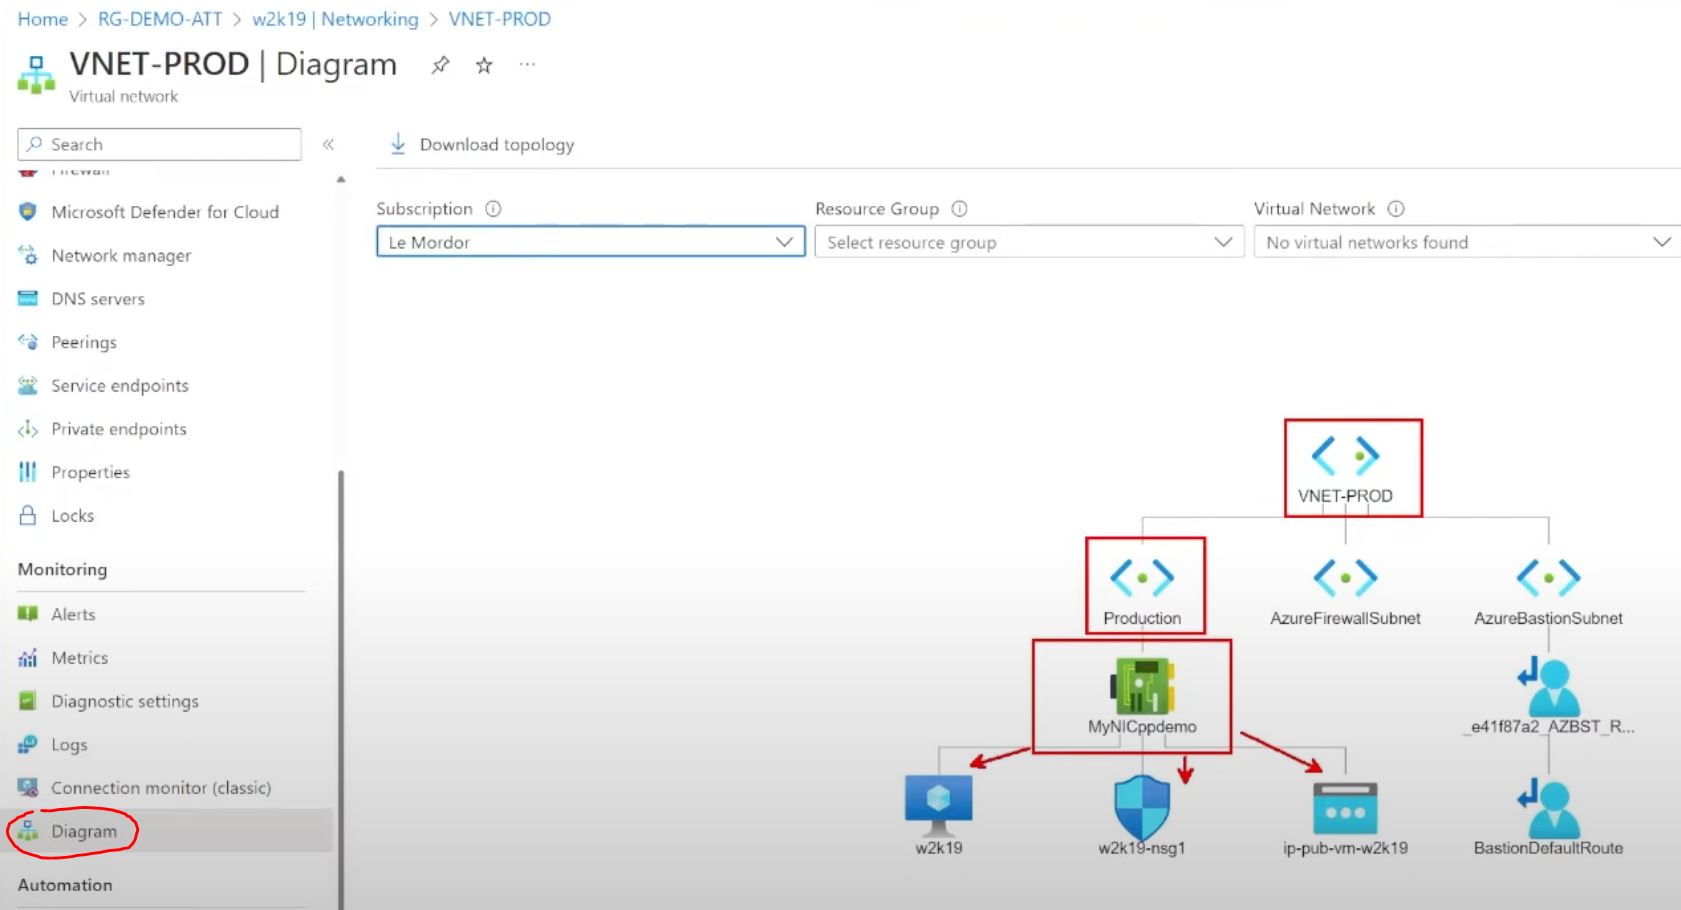 Home > RG-DEMO-ATT > w2k19 | Networking > VNET-PROD
VNET-PROD | Diagram ...
Virtual network
Search
«
Download topology
Firewall
Microsoft Defender for Cloud
Network manager
DNS servers
Peerings
Service endpoints
Private endpoints
Properties
Locks
Monitoring
Alerts
Metrics
Diagnostic settings
Logs
Connection monitor (classic)
Diagram
Automation
Subscription
Resource Group
Virtual Network
Le Mordor
Select resource group
No virtual networks found
VNET-PROD
Production
AzureFirewallSubnet
AzureBastionSubnet
MyNICppdemo
_e41f87a2_AZBST_R...
w2k19
w2k19-nsg1
ip-pub-vm-w2k19
BastionDefaultRoute